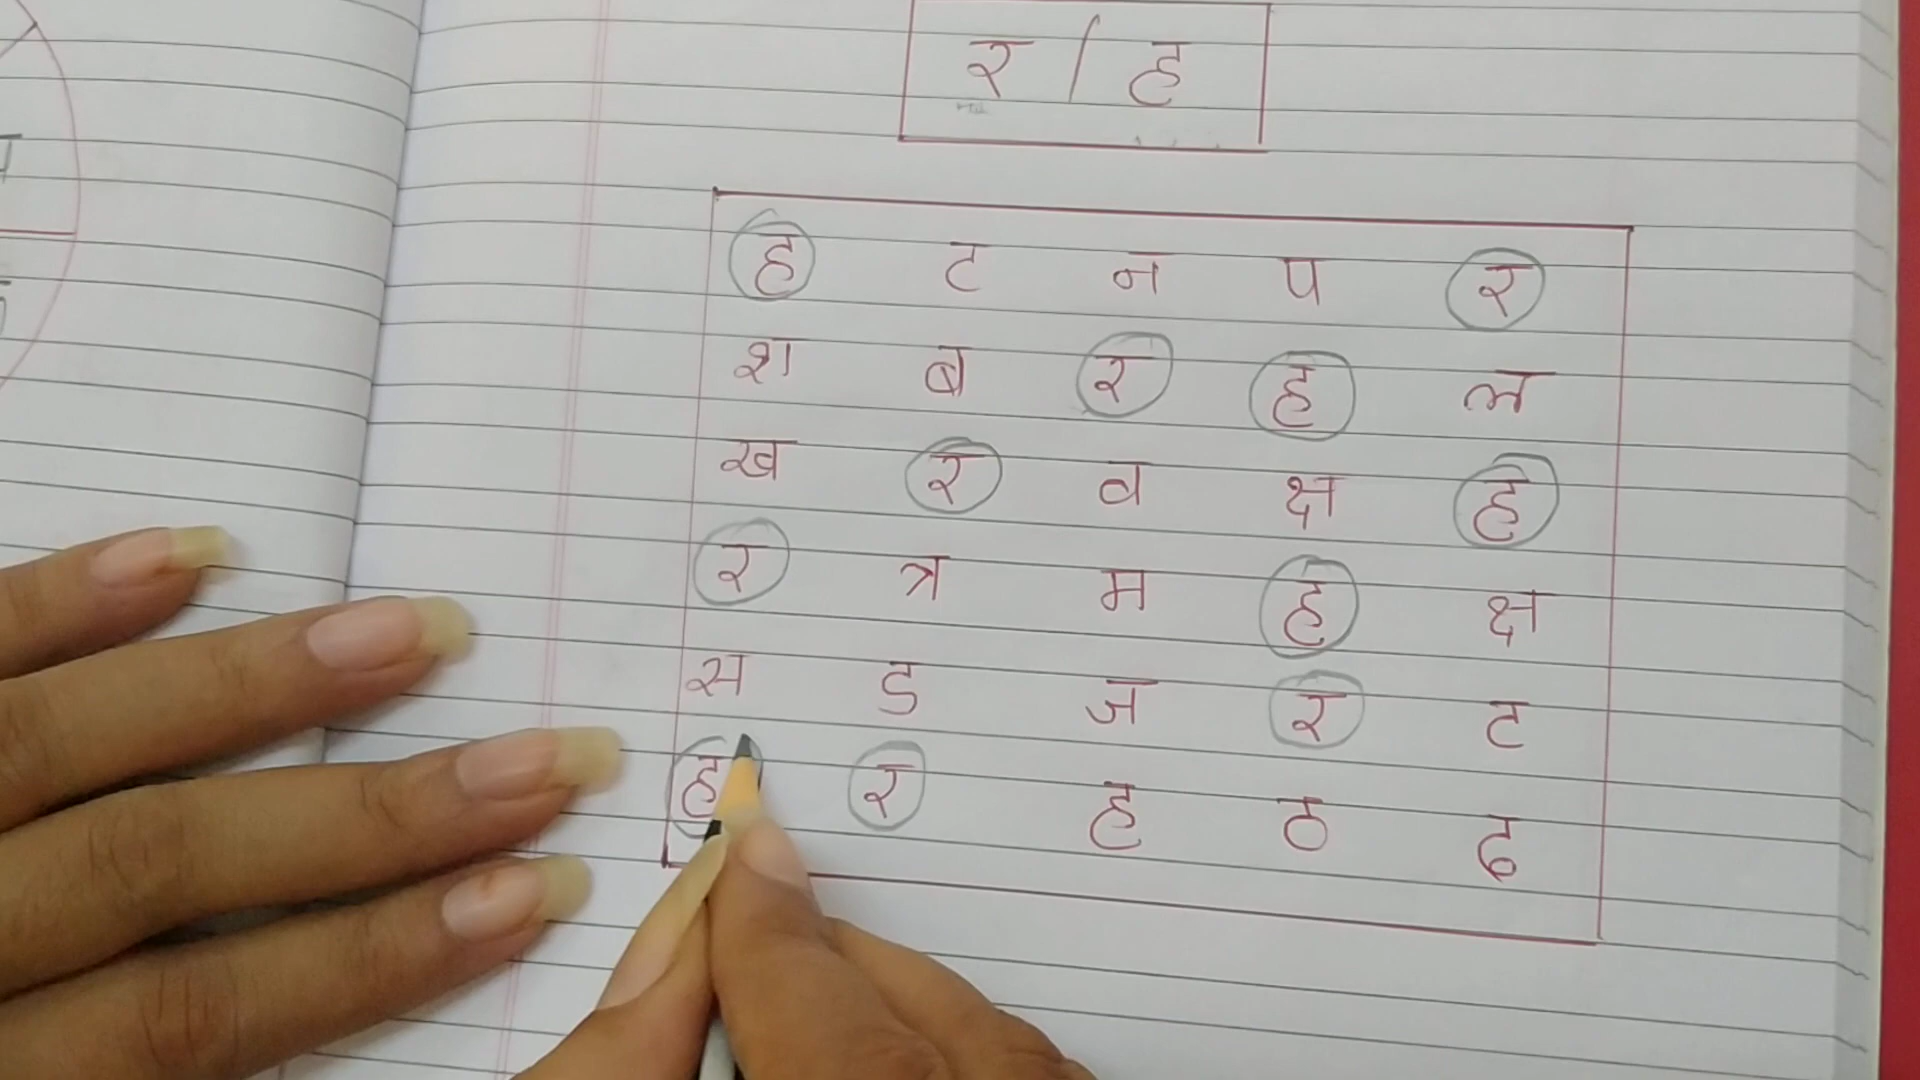 र / ह
ह ट न प र
श ब र ह ल
ख र व क्ष ह
र त्र म ह क्ष
स ड ज र ट
ह र ह ठ ढ